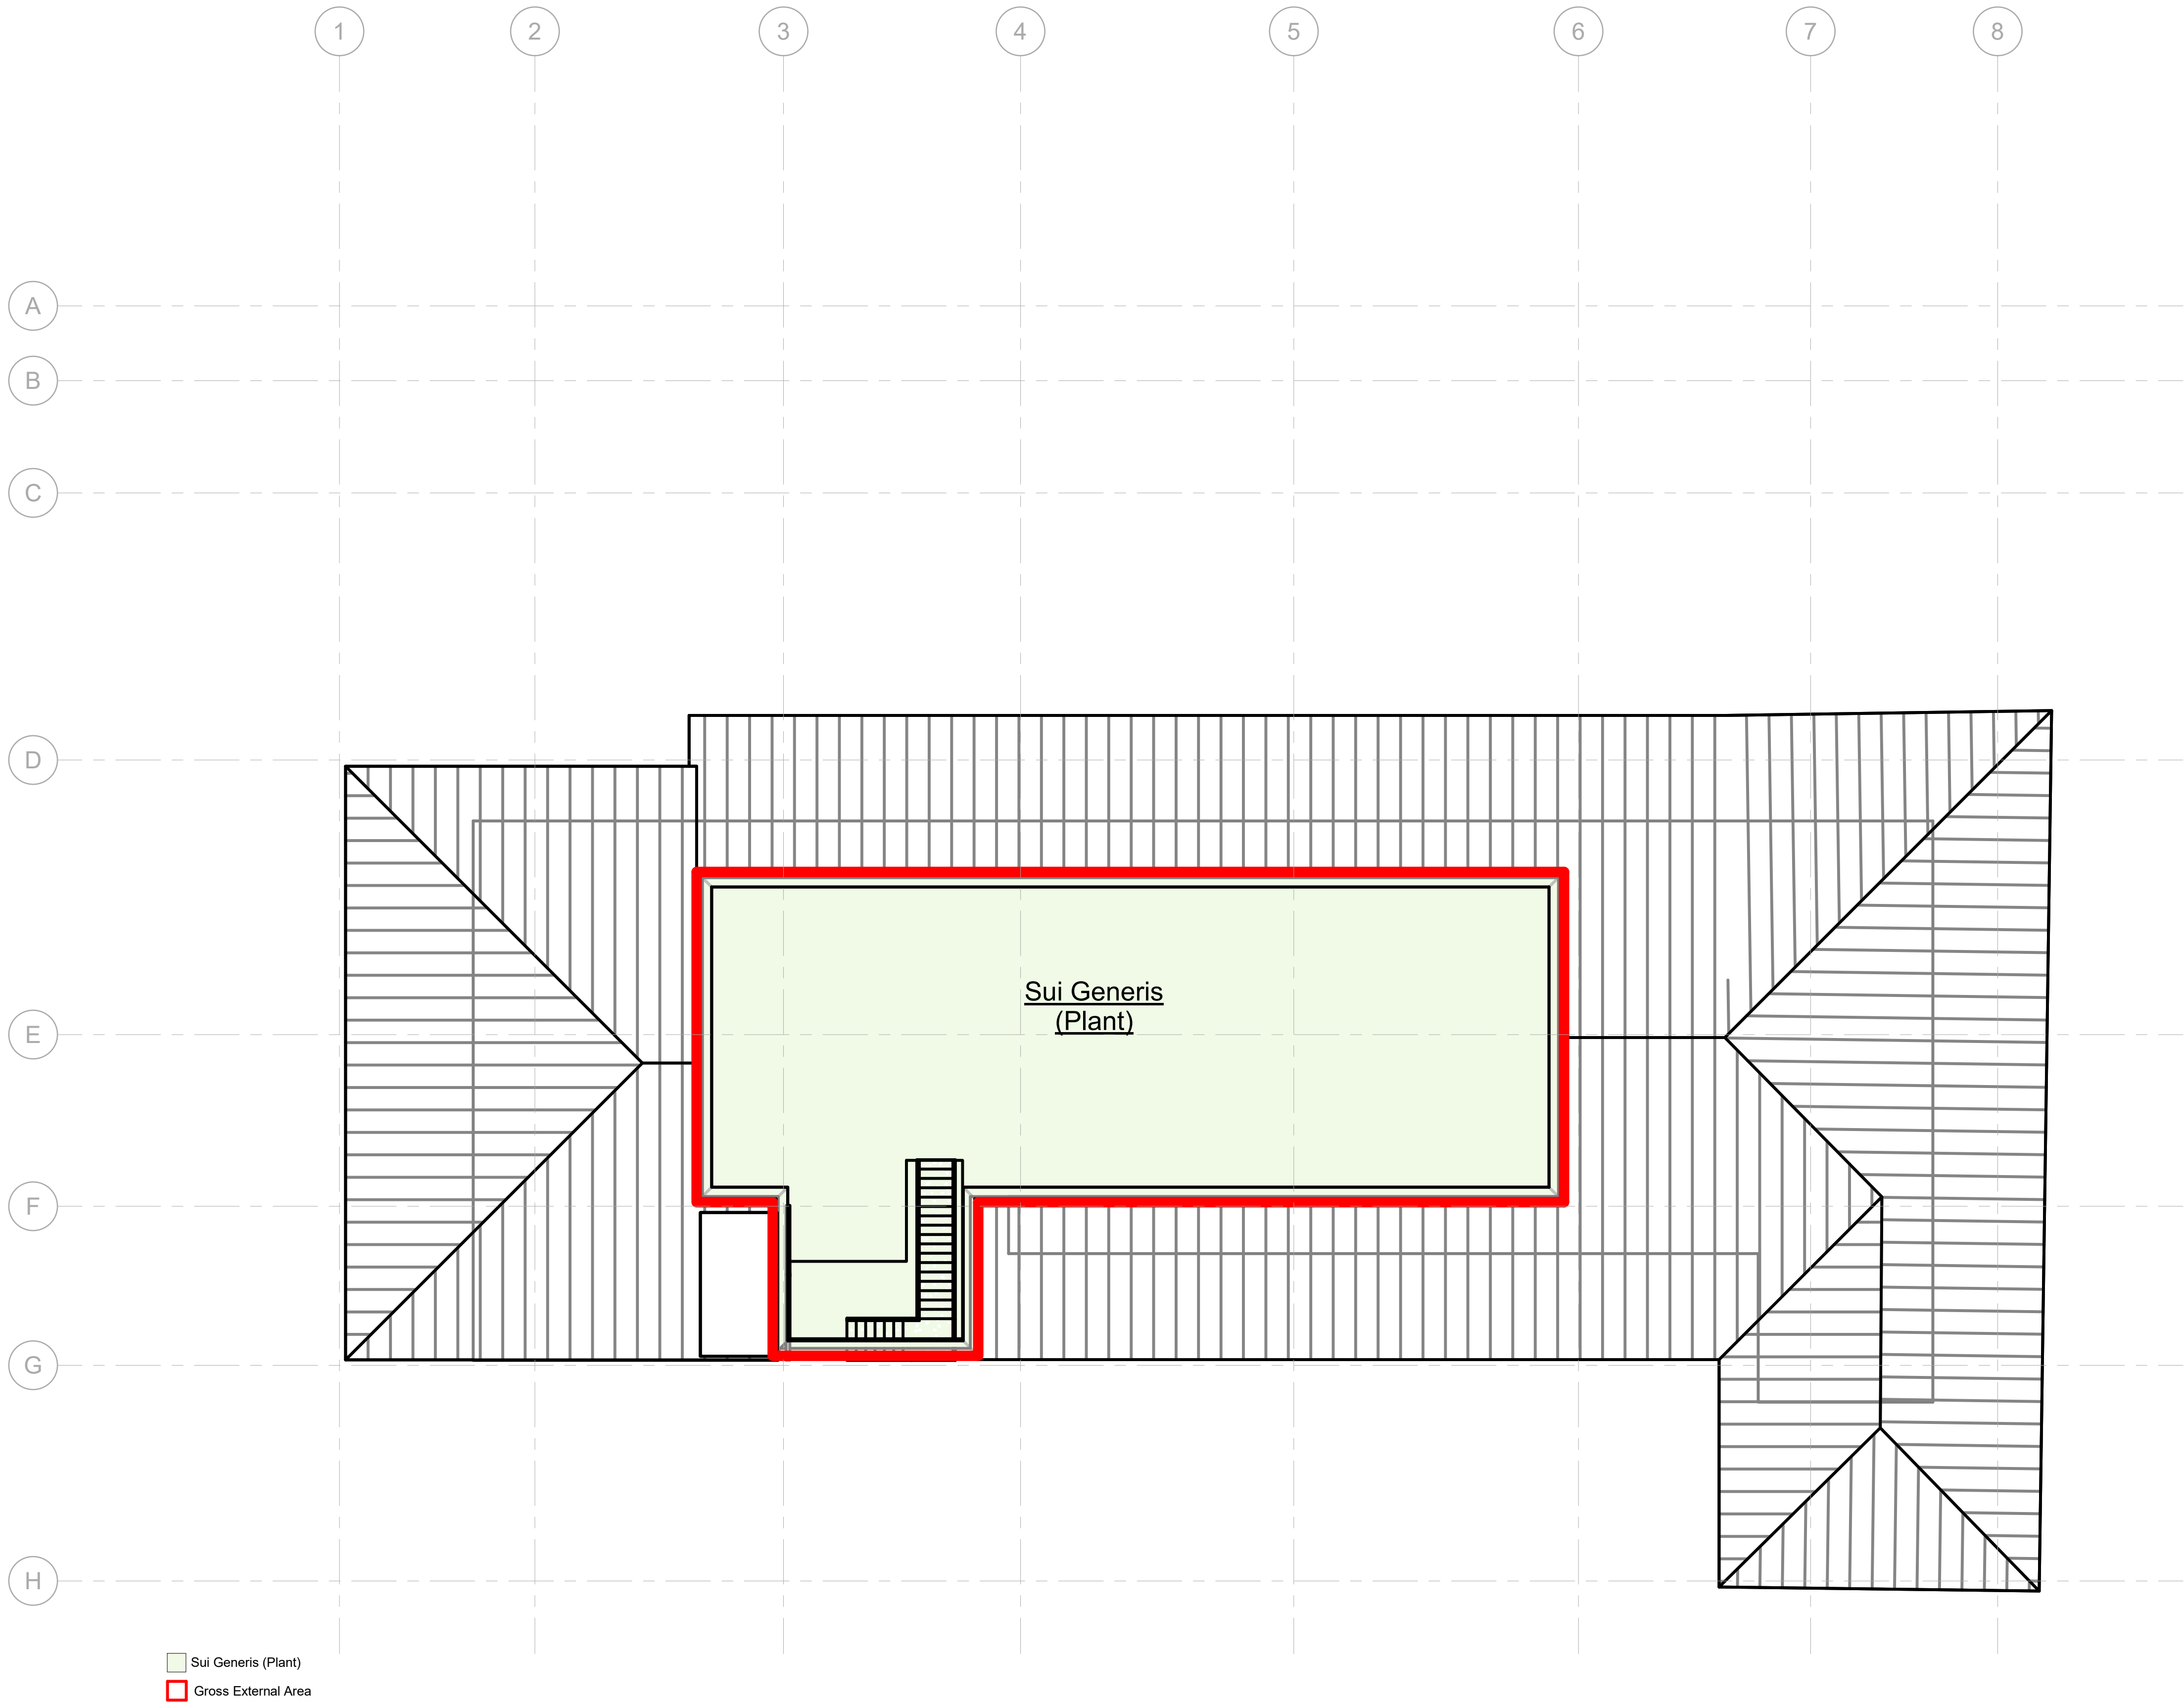 1 2 3 4 5 6 7 8
A
B
C
D
Sui Generis
(Plant)
E
F
G
H
Sui Generis (Plant)
Gross External Area